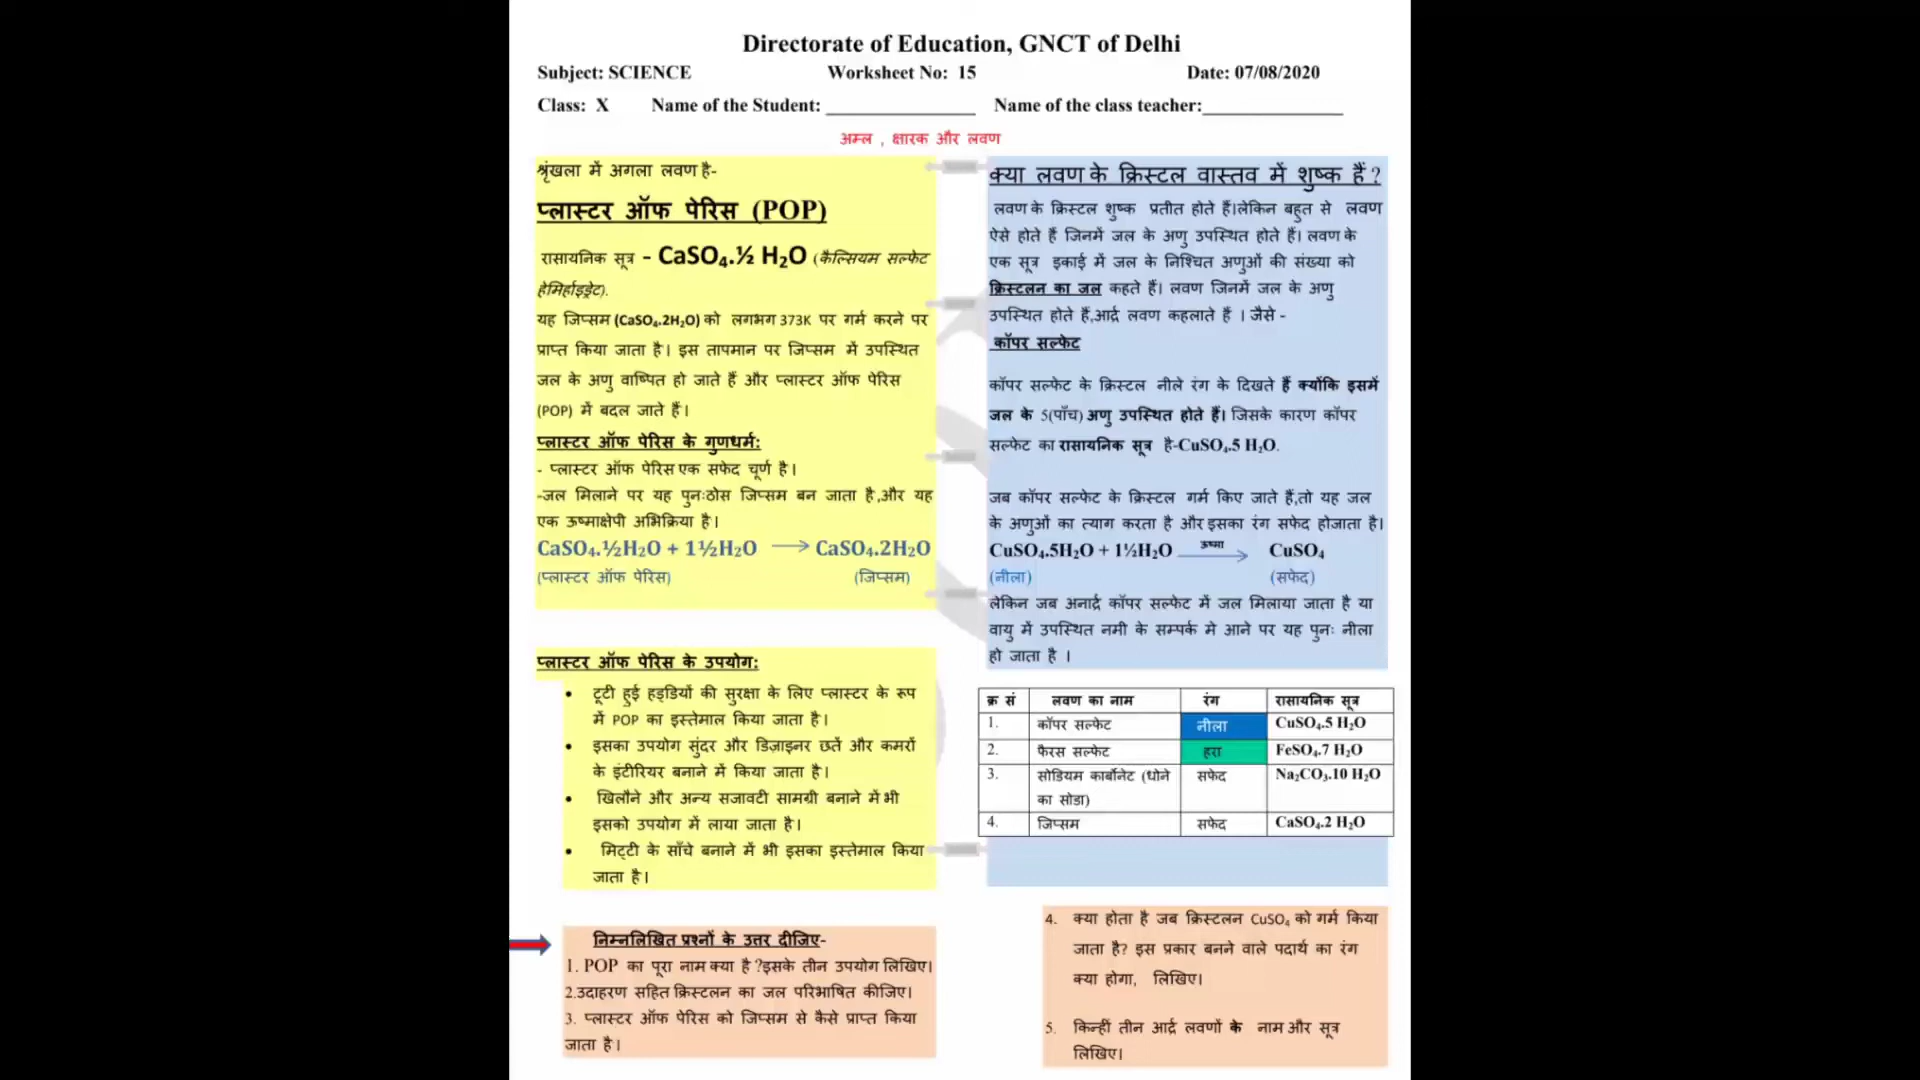 Directorate of Education, GNCT of Delhi
Subject: SCIENCE Worksheet No: 15 Date: 07/08/2020
Class: X Name of the Student: _______________ Name of the class teacher:_______________
अम्ल , क्षारक और लवण
श्रृंखला में अगला लवण है-
प्लास्टर ऑफ पेरिस (POP)
रासायनिक सूत्र - CaSO₄.½ H₂O (कैल्सियम सल्फेट
हेमिहाइड्रेट).
यह जिप्सम (CaSO₄.2H₂O) को लगभग 373K पर गर्म करने पर
प्राप्त किया जाता है। इस तापमान पर जिप्सम में उपस्थित
जल के अणु वाष्पित हो जाते हैं और प्लास्टर ऑफ पेरिस
(POP) में बदल जाते हैं।
प्लास्टर ऑफ पेरिस के गुणधर्म:
- प्लास्टर ऑफ पेरिस एक सफेद चूर्ण है।
-जल मिलाने पर यह पुनःठोस जिप्सम बन जाता है,और यह
एक ऊष्माक्षेपी अभिक्रिया है।
CaSO₄.½H₂O + 1½H₂O → CaSO₄.2H₂O
(प्लास्टर ऑफ पेरिस) (जिप्सम)
प्लास्टर ऑफ पेरिस के उपयोग:
• टूटी हुई हड्डियों की सुरक्षा के लिए प्लास्टर के रूप
में POP का इस्तेमाल किया जाता है।
• इसका उपयोग सुंदर और डिज़ाइनर छतें और कमरों
के इंटीरियर बनाने में किया जाता है।
• खिलौने और अन्य सजावटी सामग्री बनाने में भी
इसको उपयोग में लाया जाता है।
• मिट्टी के साँचे बनाने में भी इसका इस्तेमाल किया
जाता है।
निम्नलिखित प्रश्नों के उत्तर दीजिए-
1. POP का पूरा नाम क्या है ?इसके तीन उपयोग लिखिए।
2.उदाहरण सहित क्रिस्टलन का जल परिभाषित कीजिए।
3. प्लास्टर ऑफ पेरिस को जिप्सम से कैसे प्राप्त किया
जाता है।
क्या लवण के क्रिस्टल वास्तव में शुष्क हैं ?
लवण के क्रिस्टल शुष्क प्रतीत होते हैं।लेकिन बहुत से लवण
ऐसे होते हैं जिनमें जल के अणु उपस्थित होते हैं। लवण के
एक सूत्र इकाई में जल के निश्चित अणुओं की संख्या को
क्रिस्टलन का जल कहते हैं। लवण जिनमें जल के अणु
उपस्थित होते हैं,आर्द्र लवण कहलाते हैं । जैसे -
कॉपर सल्फेट
कॉपर सल्फेट के क्रिस्टल नीले रंग के दिखते हैं क्योंकि इसमें
जल के 5(पाँच) अणु उपस्थित होते हैं। जिसके कारण कॉपर
सल्फेट का रासायनिक सूत्र है-CuSO₄.5 H₂O.
जब कॉपर सल्फेट के क्रिस्टल गर्म किए जाते हैं,तो यह जल
के अणुओं का त्याग करता है और इसका रंग सफेद होजाता है।
CuSO₄.5H₂O + 1½H₂O ऊष्मा → CuSO₄
(नीला) (सफेद)
लेकिन जब अनार्द्र कॉपर सल्फेट में जल मिलाया जाता है या
वायु में उपस्थित नमी के सम्पर्क मे आने पर यह पुनः नीला
हो जाता है ।
क्र सं लवण का नाम रंग रासायनिक सूत्र
1. कॉपर सल्फेट नीला CuSO₄.5 H₂O
2. फैरस सल्फेट हरा FeSO₄.7 H₂O
3. सोडियम कार्बोनेट (धोने सफेद Na₂CO₃.10 H₂O
का सोडा)
4. जिप्सम सफेद CaSO₄.2 H₂O
4. क्या होता है जब क्रिस्टलन CuSO₄ को गर्म किया
जाता है? इस प्रकार बनने वाले पदार्थ का रंग
क्या होगा, लिखिए।
5. किन्हीं तीन आर्द्र लवणों के नाम और सूत्र
लिखिए।